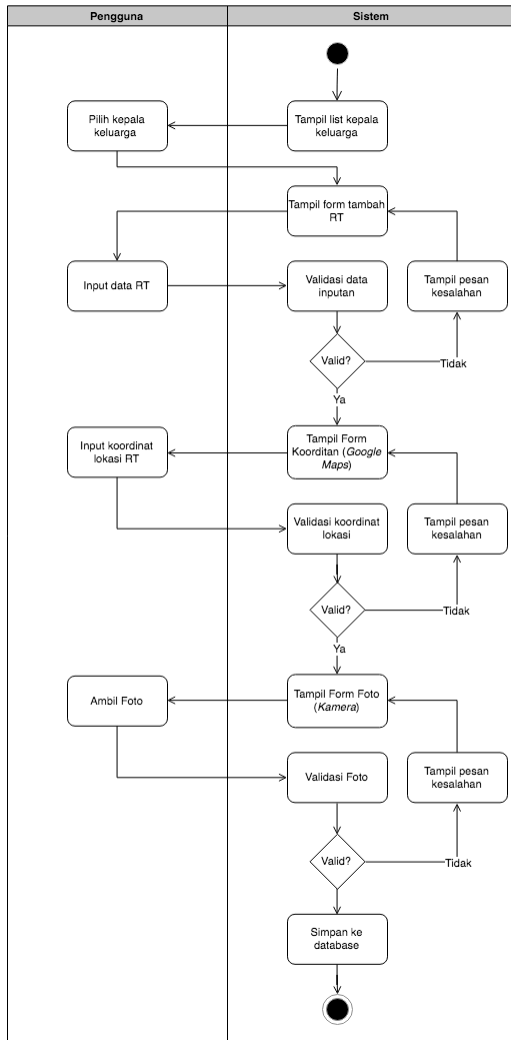 Pengguna
Sistem
Pilih kepala
keluarga
Tampil list kepala
keluarga
Tampil form tambah
RT
Input data RT
Validasi data
inputan
Tampil pesan
kesalahan
Valid?
Tidak
Ya
Input koordinat
lokasi RT
Tampil Form
Koorditan (Google
Maps)
Validasi koordinat
lokasi
Tampil pesan
kesalahan
Valid?
Tidak
Ya
Ambil Foto
Tampil Form Foto
(Kamera)
Validasi Foto
Tampil pesan
kesalahan
Valid?
Tidak
Simpan ke
database